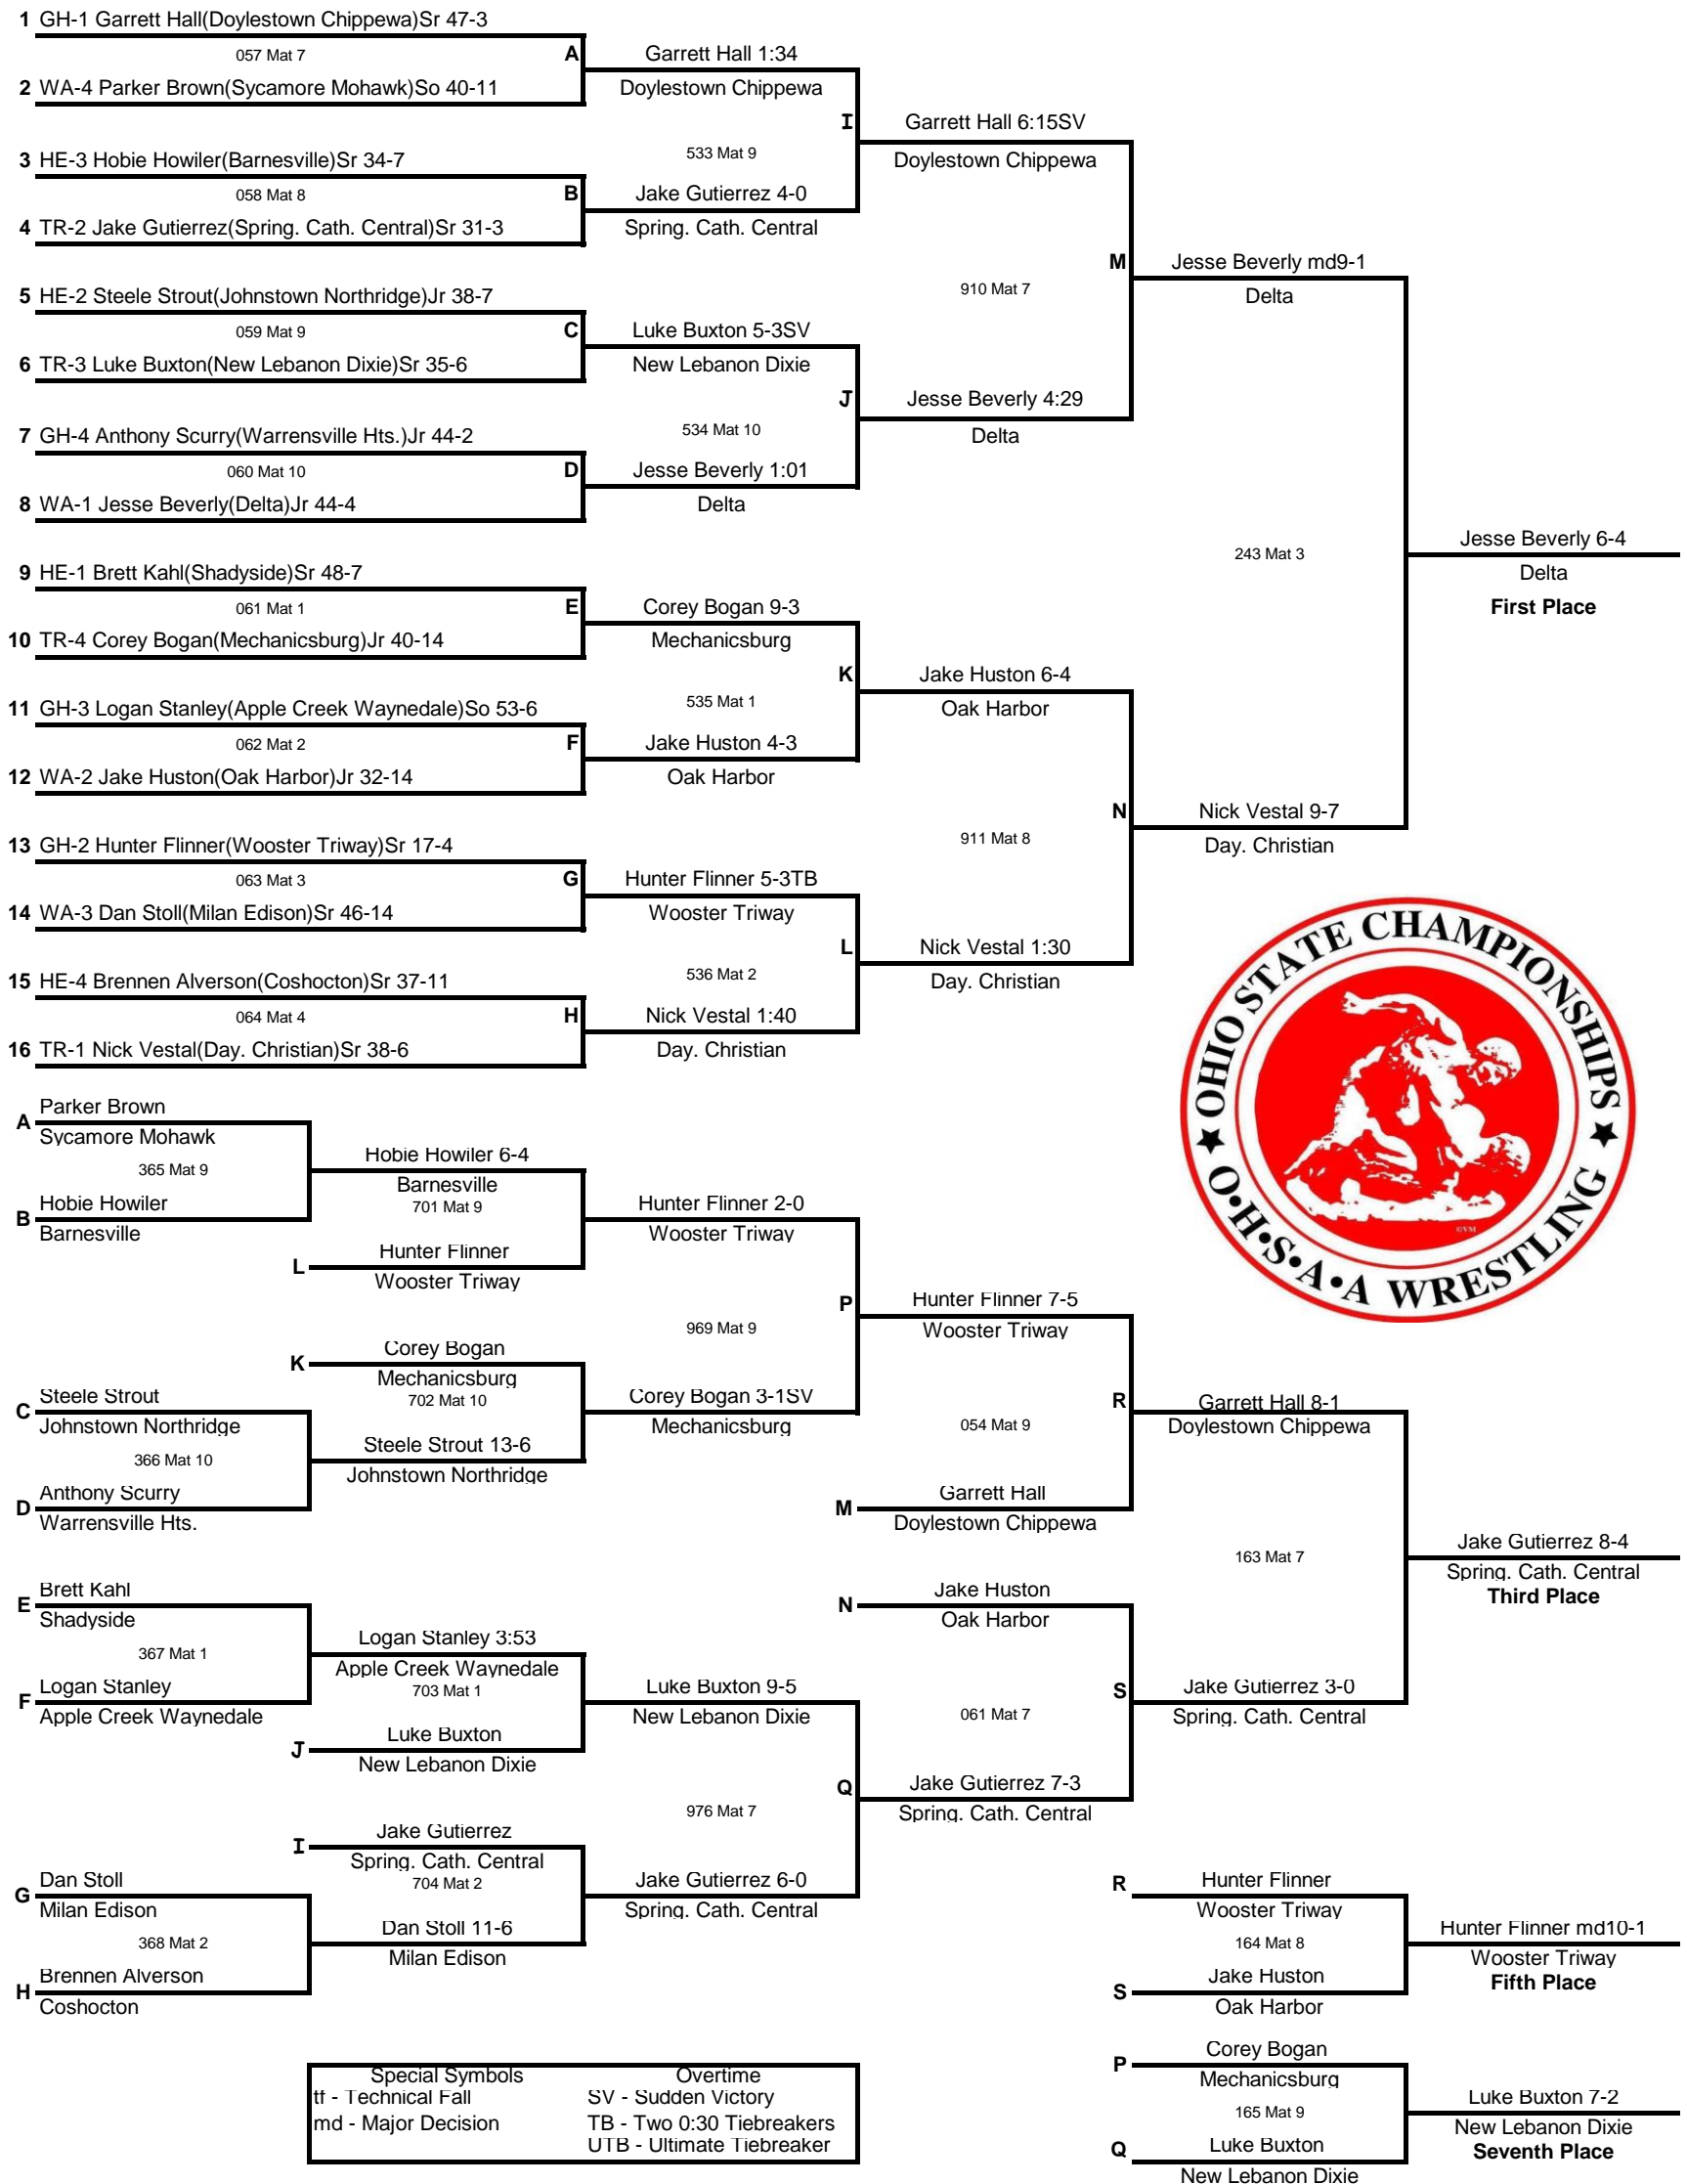 1 GH-1 Garrett Hall(Doylestown Chippewa)Sr 47-3
057 Mat 7
A
2 WA-4 Parker Brown(Sycamore Mohawk)So 40-11
Garrett Hall 1:34
Doylestown Chippewa
3 HE-3 Hobie Howiler(Barnesville)Sr 34-7
058 Mat 8
B
4 TR-2 Jake Gutierrez(Spring. Cath. Central)Sr 31-3
533 Mat 9
I
Jake Gutierrez 4-0
Spring. Cath. Central
Garrett Hall 6:15SV
Doylestown Chippewa
5 HE-2 Steele Strout(Johnstown Northridge)Jr 38-7
059 Mat 9
C
6 TR-3 Luke Buxton(New Lebanon Dixie)Sr 35-6
Luke Buxton 5-3SV
New Lebanon Dixie
7 GH-4 Anthony Scurry(Warrensville Hts.)Jr 44-2
060 Mat 10
D
8 WA-1 Jesse Beverly(Delta)Jr 44-4
534 Mat 10
J
Jesse Beverly 1:01
Delta
910 Mat 7
M
Jesse Beverly 4:29
Delta
Jesse Beverly md9-1
Delta
9 HE-1 Brett Kahl(Shadyside)Sr 48-7
061 Mat 1
E
10 TR-4 Corey Bogan(Mechanicsburg)Jr 40-14
Corey Bogan 9-3
Mechanicsburg
11 GH-3 Logan Stanley(Apple Creek Waynedale)So 53-6
062 Mat 2
F
12 WA-2 Jake Huston(Oak Harbor)Jr 32-14
535 Mat 1
K
Jake Huston 4-3
Oak Harbor
Jake Huston 6-4
Oak Harbor
13 GH-2 Hunter Flinner(Wooster Triway)Sr 17-4
063 Mat 3
G
14 WA-3 Dan Stoll(Milan Edison)Sr 46-14
Hunter Flinner 5-3TB
Wooster Triway
15 HE-4 Brennen Alverson(Coshocton)Sr 37-11
064 Mat 4
H
16 TR-1 Nick Vestal(Day. Christian)Sr 38-6
536 Mat 2
L
Nick Vestal 1:40
Day. Christian
911 Mat 8
N
Nick Vestal 1:30
Day. Christian
Nick Vestal 9-7
Day. Christian
243 Mat 3
Jesse Beverly 6-4
Delta
First Place
OHIO STATE CHAMPIONSHIPS
★ O•H•S•A•A WRESTLING ★
©VM
A Parker Brown
Sycamore Mohawk
365 Mat 9
B Hobie Howiler
Barnesville
Hobie Howiler 6-4
Barnesville
701 Mat 9
L Hunter Flinner
Wooster Triway
Hunter Flinner 2-0
Wooster Triway
K Corey Bogan
Mechanicsburg
702 Mat 10
C Steele Strout
Johnstown Northridge
366 Mat 10
D Anthony Scurry
Warrensville Hts.
Steele Strout 13-6
Johnstown Northridge
969 Mat 9
P
Corey Bogan 3-1SV
Mechanicsburg
Hunter Flinner 7-5
Wooster Triway
054 Mat 9
R
M Garrett Hall
Doylestown Chippewa
Garrett Hall 8-1
Doylestown Chippewa
E Brett Kahl
Shadyside
367 Mat 1
F Logan Stanley
Apple Creek Waynedale
Logan Stanley 3:53
Apple Creek Waynedale
703 Mat 1
J Luke Buxton
New Lebanon Dixie
Luke Buxton 9-5
New Lebanon Dixie
I Jake Gutierrez
Spring. Cath. Central
704 Mat 2
G Dan Stoll
Milan Edison
368 Mat 2
H Brennen Alverson
Coshocton
Dan Stoll 11-6
Milan Edison
976 Mat 7
Q
Jake Gutierrez 6-0
Spring. Cath. Central
N Jake Huston
Oak Harbor
061 Mat 7
S
Jake Gutierrez 7-3
Spring. Cath. Central
Jake Gutierrez 3-0
Spring. Cath. Central
163 Mat 7
Jake Gutierrez 8-4
Spring. Cath. Central
Third Place
R Hunter Flinner
Wooster Triway
164 Mat 8
S Jake Huston
Oak Harbor
Hunter Flinner md10-1
Wooster Triway
Fifth Place
P Corey Bogan
Mechanicsburg
165 Mat 9
Q Luke Buxton
New Lebanon Dixie
Luke Buxton 7-2
New Lebanon Dixie
Seventh Place
Special Symbols Overtime
tf - Technical Fall SV - Sudden Victory
md - Major Decision TB - Two 0:30 Tiebreakers
UTB - Ultimate Tiebreaker